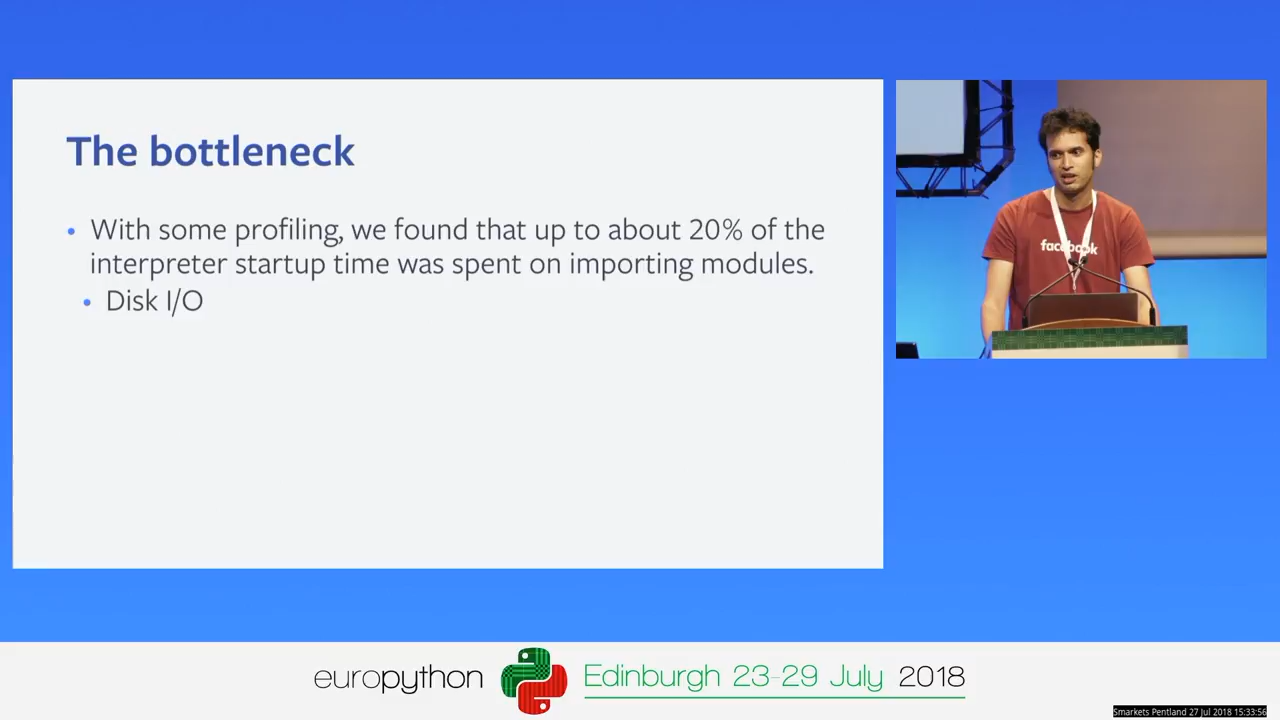 The bottleneck
• With some profiling, we found that up to about 20% of the
interpreter startup time was spent on importing modules.
• Disk I/O
facebook
europython Edinburgh 23-29 July 2018
Smarkets Pentland 27 Jul 2018 15:33:56